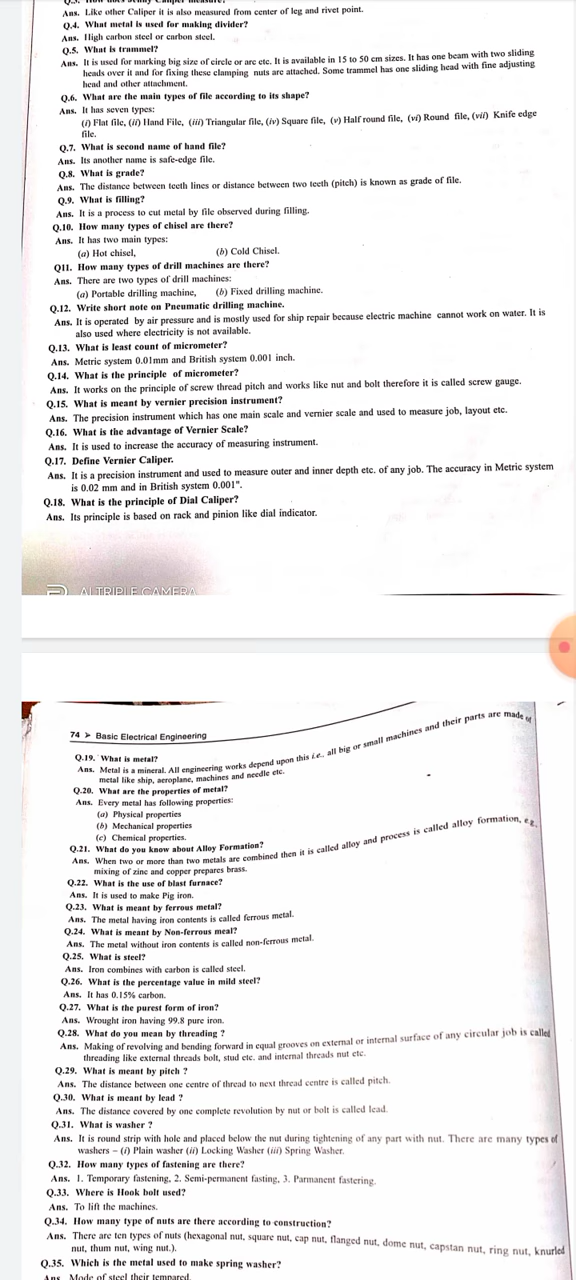 Ans. Like other Caliper it is also measured from center of leg and rivet point.
Q.4. What metal is used for making divider?
Ans. High carbon steel or carbon steel.
Q.5. What is trammel?
Ans. It is used for marking big size of circle or arc etc. It is available in 15 to 50 cm sizes. It has one beam with two sliding
heads over it and for fixing these clamping nuts are attached. Some trammel has one sliding head with fine adjusting
head and other attachment.
Q.6. What are the main types of file according to its shape?
Ans. It has seven types:
(i) Flat file, (ii) Hand File, (iii) Triangular file, (iv) Square file, (v) Half round file, (vi) Round file, (vii) Knife edge
file.
Q.7. What is second name of hand file?
Ans. Its another name is safe-edge file.
Q.8. What is grade?
Ans. The distance between teeth lines or distance between two teeth (pitch) is known as grade of file.
Q.9. What is filling?
Ans. It is a process to cut metal by file observed during filling.
Q.10. How many types of chisel are there?
Ans. It has two main types:
(a) Hot chisel, (b) Cold Chisel.
Q11. How many types of drill machines are there?
Ans. There are two types of drill machines:
(a) Portable drilling machine, (b) Fixed drilling machine.
Q.12. Write short note on Pneumatic drilling machine.
Ans. It is operated by air pressure and is mostly used for ship repair because electric machine cannot work on water. It is
also used where electricity is not available.
Q.13. What is least count of micrometer?
Ans. Metric system 0.01mm and British system 0.001 inch.
Q.14. What is the principle of micrometer?
Ans. It works on the principle of screw thread pitch and works like nut and bolt therefore it is called screw gauge.
Q.15. What is meant by vernier precision instrument?
Ans. The precision instrument which has one main scale and vernier scale and used to measure job, layout etc.
Q.16. What is the advantage of Vernier Scale?
Ans. It is used to increase the accuracy of measuring instrument.
Q.17. Define Vernier Caliper.
Ans. It is a precision instrument and used to measure outer and inner depth etc. of any job. The accuracy in Metric system
is 0.02 mm and in British system 0.001".
Q.18. What is the principle of Dial Caliper?
Ans. Its principle is based on rack and pinion like dial indicator.
AI TRIPLE CAMERA
74 ➢ Basic Electrical Engineering
Q.19. What is metal?
Ans. Metal is a mineral. All engineering works depend upon this i.e., all big or small machines and their parts are made of
metal like ship, aeroplane, machines and needle etc.
Q.20. What are the properties of metal?
Ans. Every metal has following properties:
(a) Physical properties
(b) Mechanical properties
(c) Chemical properties.
Q.21. What do you know about Alloy Formation?
Ans. When two or more than two metals are combined then it is called alloy and process is called alloy formation, e.g.
mixing of zinc and copper prepares brass.
Q.22. What is the use of blast furnace?
Ans. It is used to make Pig iron.
Q.23. What is meant by ferrous metal?
Ans. The metal having iron contents is called ferrous metal.
Q.24. What is meant by Non-ferrous meal?
Ans. The metal without iron contents is called non-ferrous metal.
Q.25. What is steel?
Ans. Iron combines with carbon is called steel.
Q.26. What is the percentage value in mild steel?
Ans. It has 0.15% carbon.
Q.27. What is the purest form of iron?
Ans. Wrought iron having 99.8 pure iron.
Q.28. What do you mean by threading ?
Ans. Making of revolving and bending forward in equal grooves on external or internal surface of any circular job is called
threading like external threads bolt, stud etc. and internal threads nut etc.
Q.29. What is meant by pitch ?
Ans. The distance between one centre of thread to next thread centre is called pitch.
Q.30. What is meant by lead ?
Ans. The distance covered by one complete revolution by nut or bolt is called lead.
Q.31. What is washer ?
Ans. It is round strip with hole and placed below the nut during tightening of any part with nut. There are many types of
washers – (i) Plain washer (ii) Locking Washer (iii) Spring Washer.
Q.32. How many types of fastening are there?
Ans. 1. Temporary fastening, 2. Semi-permanent fasting, 3. Parmanent fastering.
Q.33. Where is Hook bolt used?
Ans. To lift the machines.
Q.34. How many type of nuts are there according to construction?
Ans. There are ten types of nuts (hexagonal nut, square nut, cap nut, flanged nut, dome nut, capstan nut, ring nut, knurled
nut, thum nut, wing nut.).
Q.35. Which is the metal used to make spring washer?
Ans. Mode of steel their tempared.